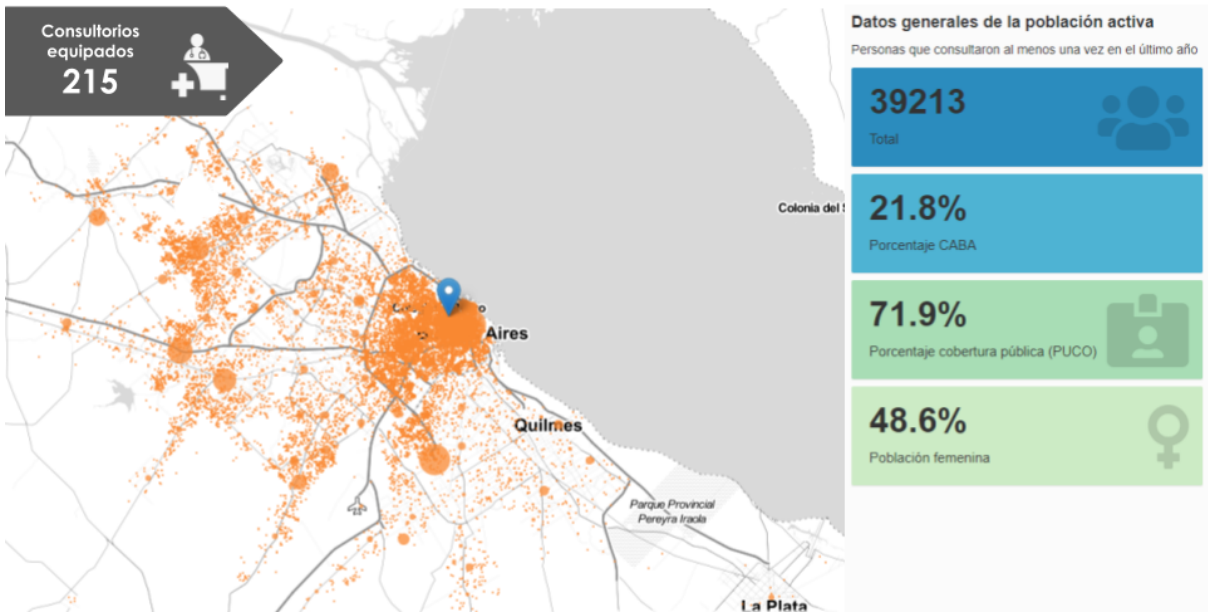 Consultorios
equipados
215
Colonia del
Aires
Quilmes
Parque Provincial
Pereyra Iraola
La Plata
Datos generales de la población activa
Personas que consultaron al menos una vez en el último año
39213
Total
21.8%
Porcentaje CABA
71.9%
Porcentaje cobertura pública (PUCO)
48.6%
Población femenina